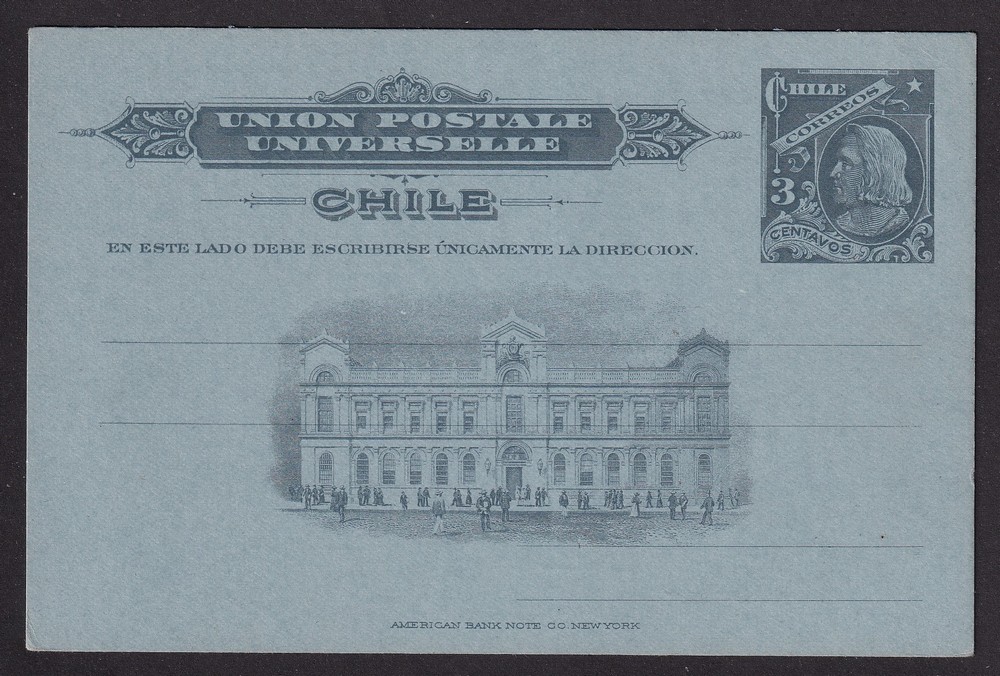 UNION POSTALE
UNIVERSELLE
CHILE
EN ESTE LADO DEBE ESCRIBIRSE ÚNICAMENTE LA DIRECCION.
CHILE
CORREOS
3
CENTAVOS
AMERICAN BANK NOTE CO. NEW YORK